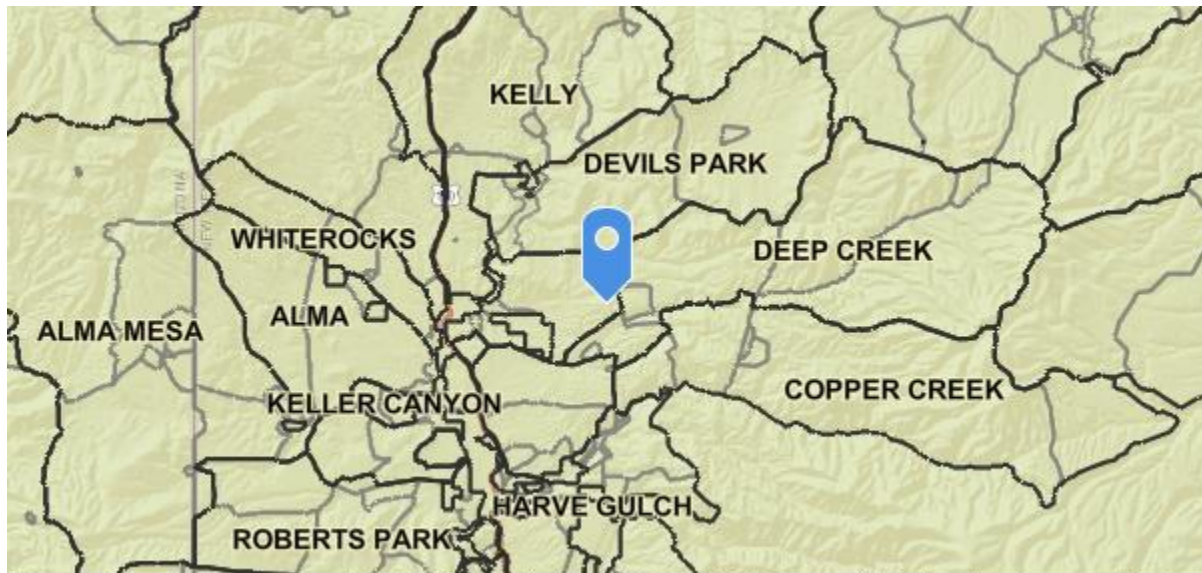 KELLY
DEVILS PARK
WHITEROCKS
DEEP CREEK
ALMA
ALMA MESA
COPPER CREEK
KELLER CANYON
HARVE GULCH
ROBERTS PARK